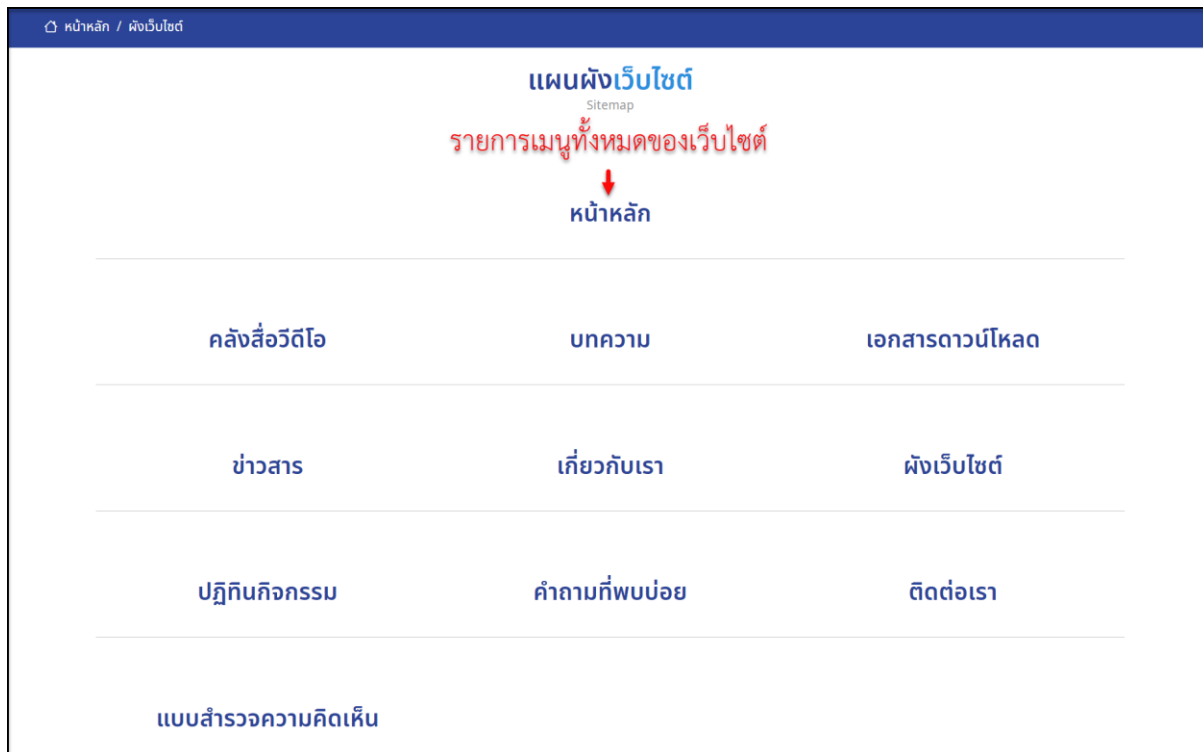 หน้าหลัก / ผังเว็บไซต์
แผนผังเว็บไซต์
Sitemap
รายการเมนูทั้งหมดของเว็บไซต์
หน้าหลัก
คลังสื่อวีดีโอ บทความ เอกสารดาวน์โหลด
ข่าวสาร เกี่ยวกับเรา ผังเว็บไซต์
ปฏิทินกิจกรรม คำถามที่พบบ่อย ติดต่อเรา
แบบสำรวจความคิดเห็น